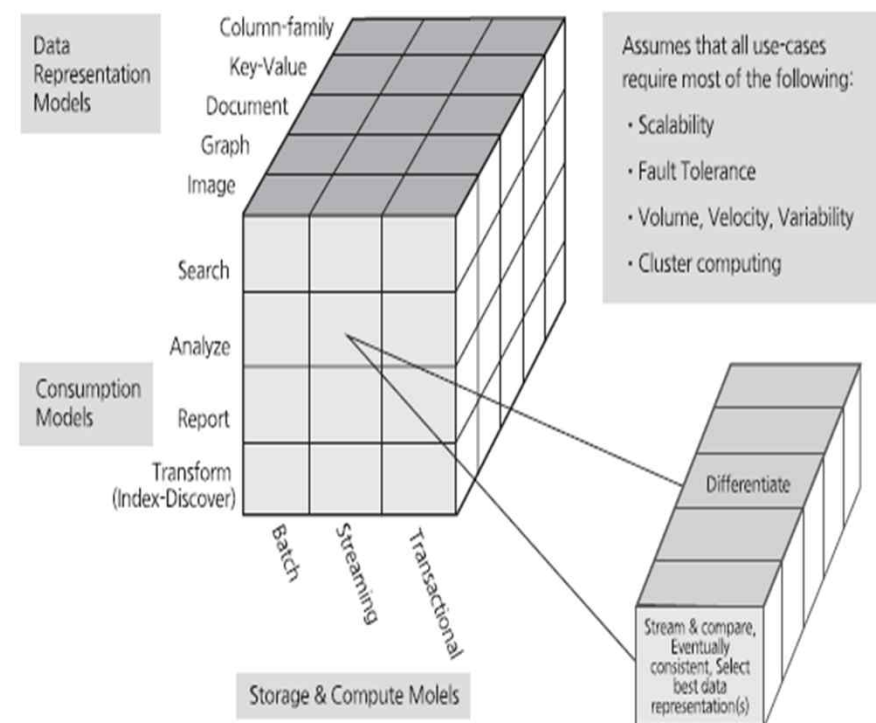 Data
Representation
Models
Column-family
Key-Value
Document
Graph
Image
Assumes that all use-cases
require most of the following:
• Scalability
• Fault Tolerance
• Volume, Velocity, Variability
• Cluster computing
Search
Analyze
Report
Transform
(Index-Discover)
Consumption
Models
Batch
Streaming
Transactional
Storage & Compute Molels
Differentiate
Stream & compare,
Eventually
consistent, Select
best data
representation(s)